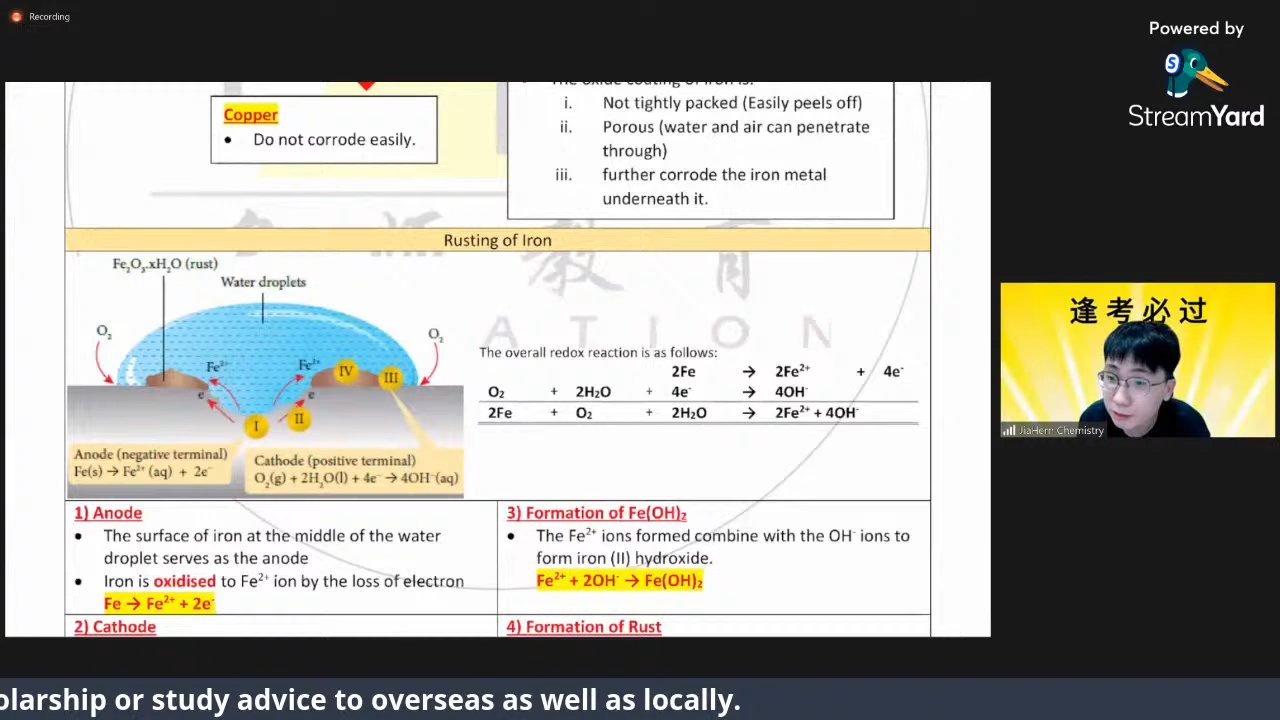 Recording
Powered by
StreamYard
Copper
• Do not corrode easily.
The oxide coating of iron is:
i. Not tightly packed (Easily peels off)
ii. Porous (water and air can penetrate
through)
iii. further corrode the iron metal
underneath it.
Rusting of Iron
Fe₂O₃.xH₂O (rust)
Water droplets
O₂
O₂
Fe²⁺
Fe²⁺
IV
III
e⁻
e⁻
I
II
Anode (negative terminal)
Fe(s) → Fe²⁺ (aq) + 2e⁻
Cathode (positive terminal)
O₂(g) + 2H₂O(l) + 4e⁻ → 4OH⁻(aq)
The overall redox reaction is as follows:
2Fe → 2Fe²⁺ + 4e⁻
O₂ + 2H₂O + 4e⁻ → 4OH⁻
2Fe + O₂ + 2H₂O → 2Fe²⁺ + 4OH⁻
1) Anode
• The surface of iron at the middle of the water
droplet serves as the anode
• Iron is oxidised to Fe²⁺ ion by the loss of electron
Fe → Fe²⁺ + 2e⁻
2) Cathode
3) Formation of Fe(OH)₂
• The Fe²⁺ ions formed combine with the OH⁻ ions to
form iron (II) hydroxide.
Fe²⁺ + 2OH⁻ → Fe(OH)₂
4) Formation of Rust
教育
ATION
逢考必过
JiaHern Chemistry
olarship or study advice to overseas as well as locally.